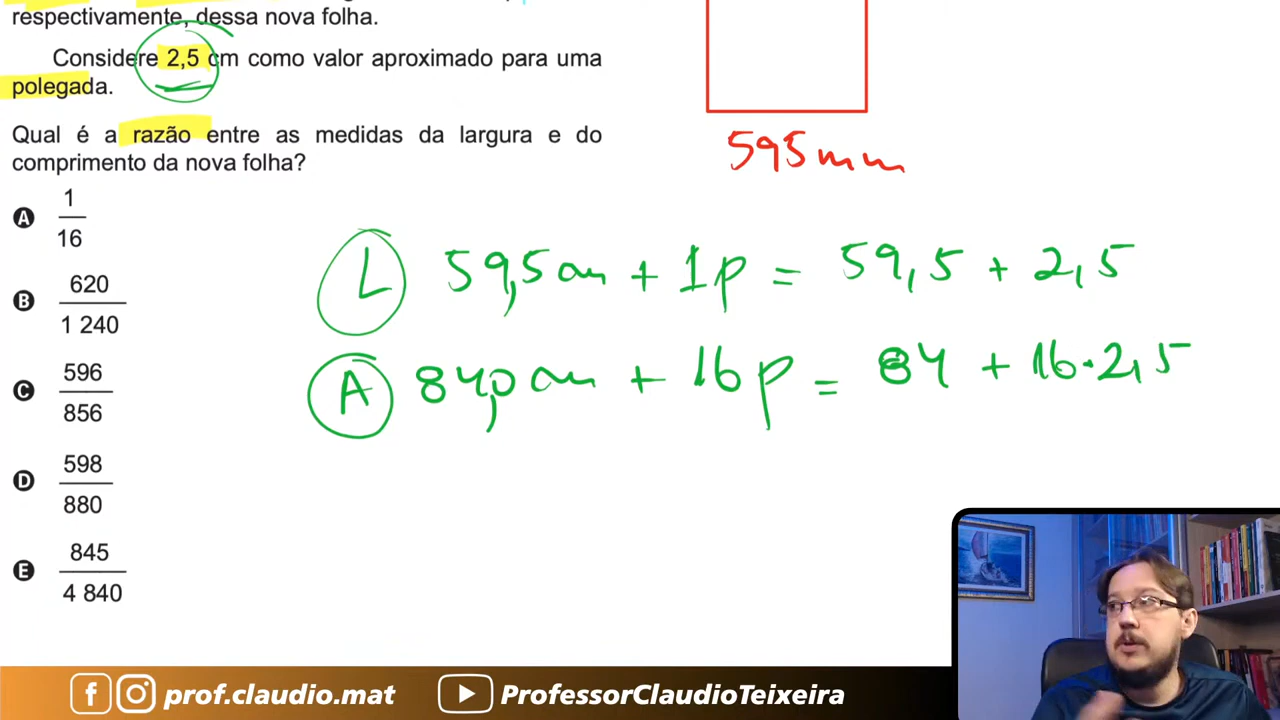 respectivamente, dessa nova folha.
Considere 2,5 cm como valor aproximado para uma
polegada.
Qual é a razão entre as medidas da largura e do
comprimento da nova folha?
A 1/16
B 620/1 240
C 596/856
D 598/880
E 845/4 840
595mm
L 59,5cm + 1p = 59,5 + 2,5
A 84,0cm + 16p = 84 + 16·2,5
prof.claudio.mat ProfessorClaudioTeixeira